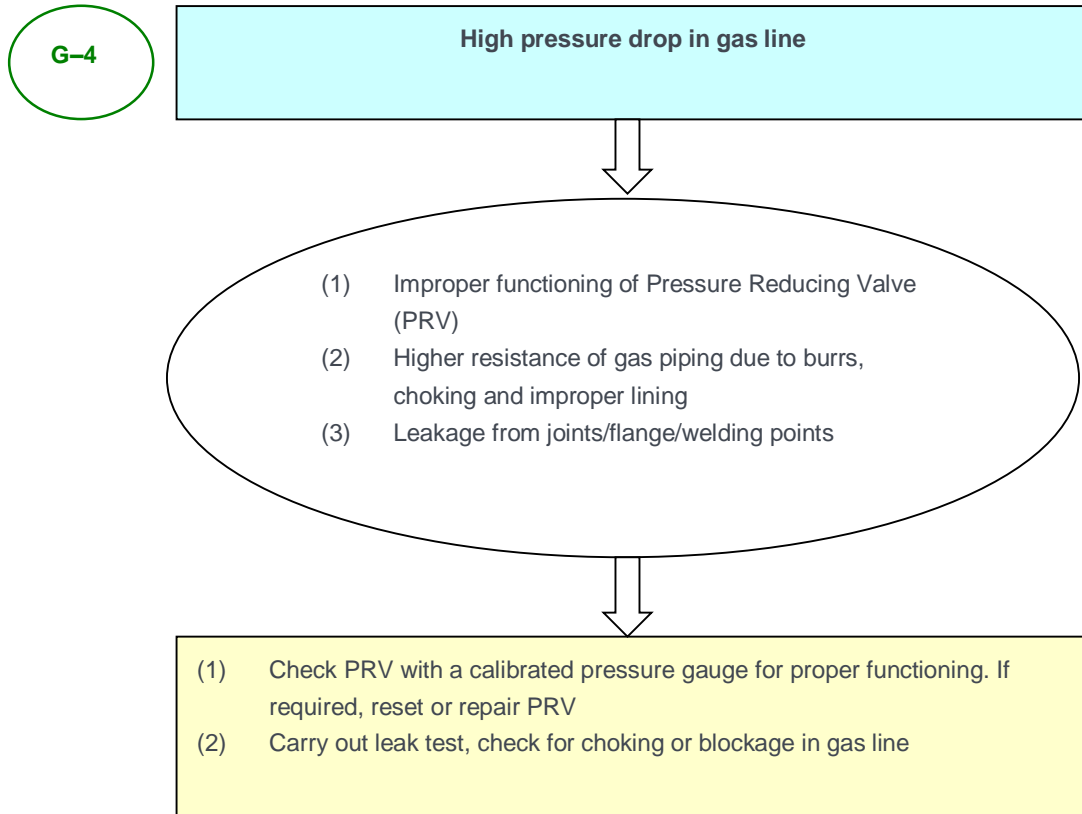 G–4
High pressure drop in gas line
(1) Improper functioning of Pressure Reducing Valve
(PRV)
(2) Higher resistance of gas piping due to burrs,
choking and improper lining
(3) Leakage from joints/flange/welding points
(1) Check PRV with a calibrated pressure gauge for proper functioning. If
required, reset or repair PRV
(2) Carry out leak test, check for choking or blockage in gas line